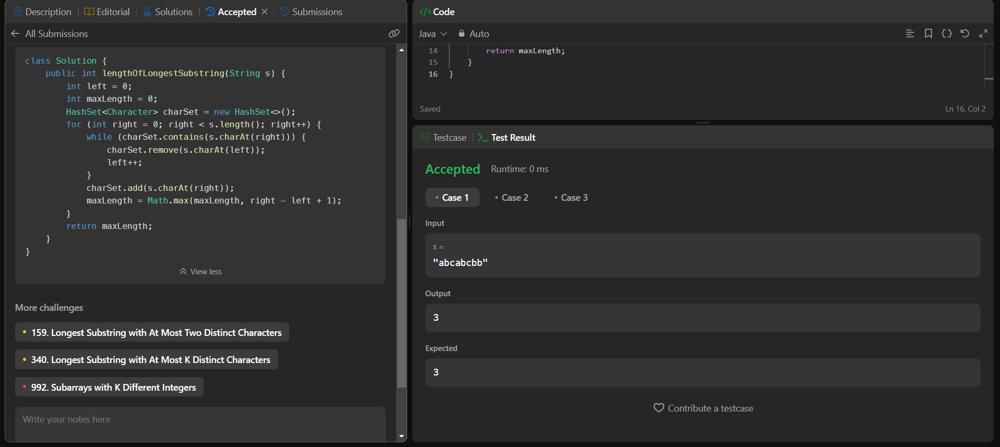 Description
Editorial
Solutions
Accepted
Submissions
All Submissions
class Solution {
    public int lengthOfLongestSubstring(String s) {
        int left = 0;
        int maxLength = 0;
        HashSet<Character> charSet = new HashSet<>();
        for (int right = 0; right < s.length(); right++) {
            while (charSet.contains(s.charAt(right))) {
                charSet.remove(s.charAt(left));
                left++;
            }
            charSet.add(s.charAt(right));
            maxLength = Math.max(maxLength, right - left + 1);
        }
        return maxLength;
    }
}
View less
More challenges
159. Longest Substring with At Most Two Distinct Characters
340. Longest Substring with At Most K Distinct Characters
992. Subarrays with K Different Integers
Write your notes here
</> Code
Java
Auto
14 return maxLength;
15 }
16 }
Saved
Ln 16, Col 2
Testcase
Test Result
Accepted
Runtime: 0 ms
Case 1
Case 2
Case 3
Input
s =
"abcabcbb"
Output
3
Expected
3
Contribute a testcase